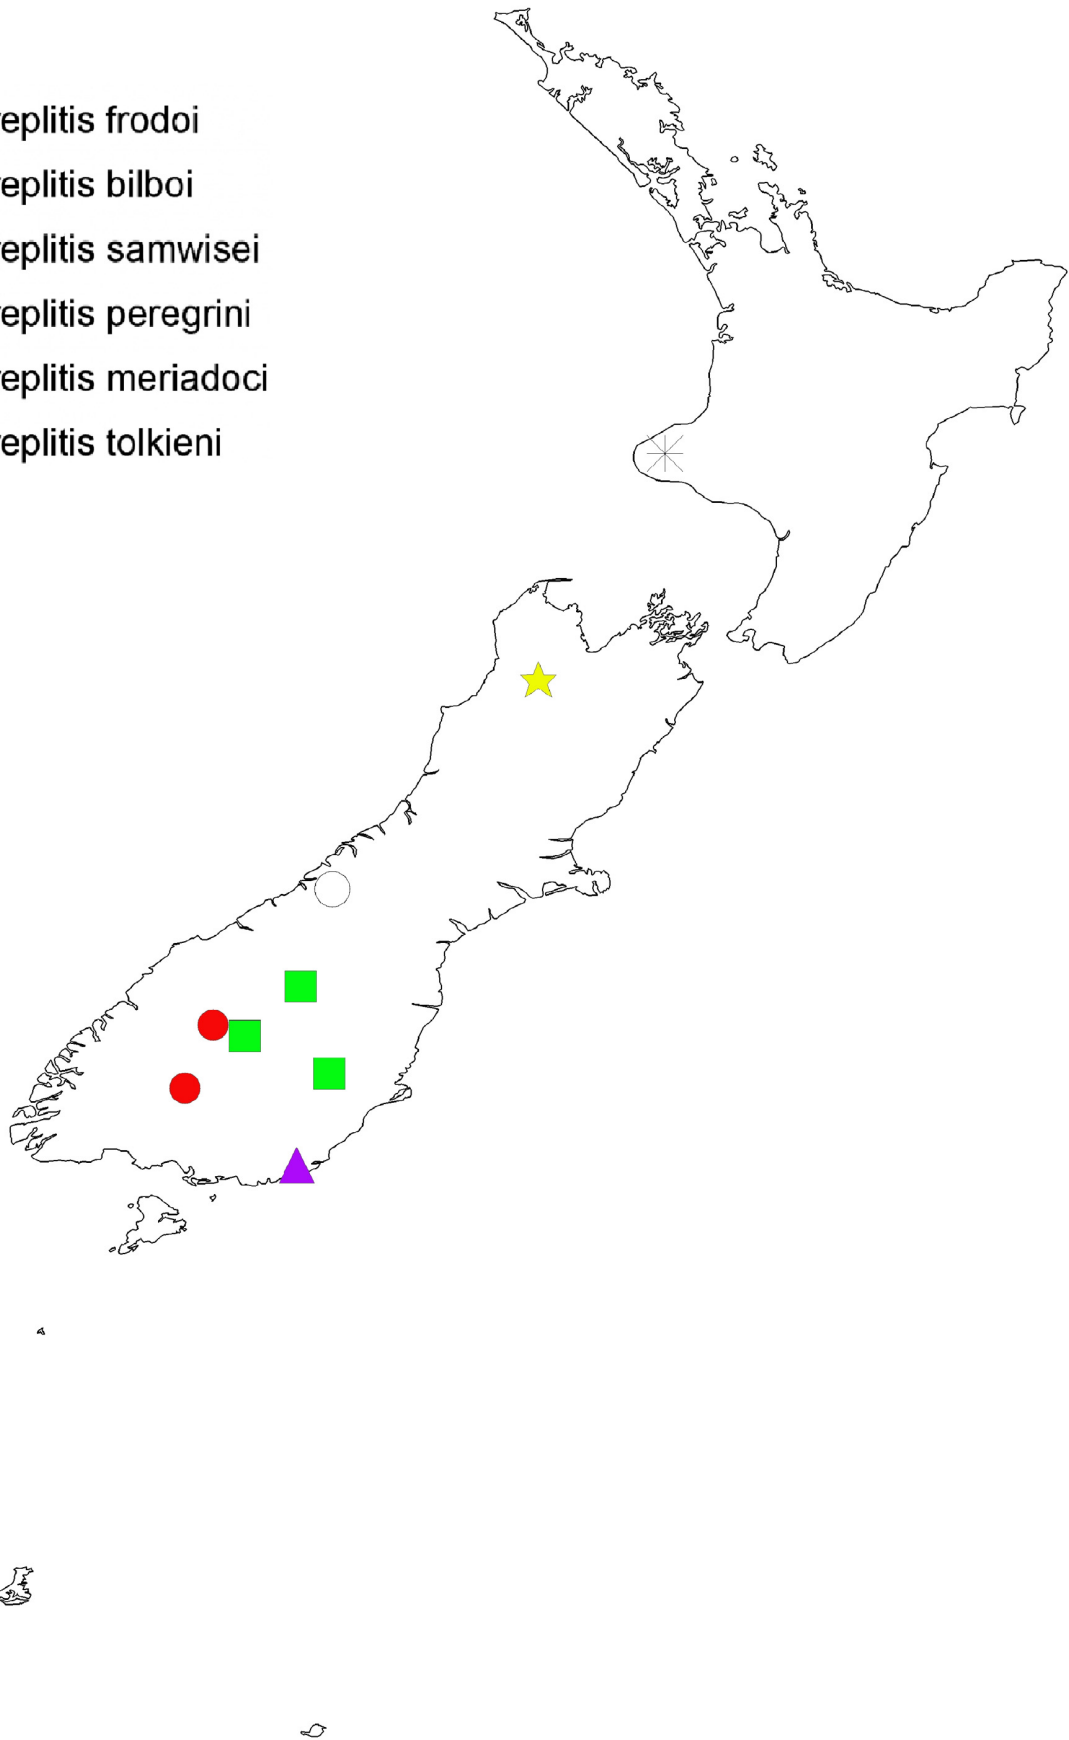 eplitis frodoi
eplitis bilboi
eplitis samwisei
eplitis peregrini
eplitis meriadoci
eplitis tolkieni